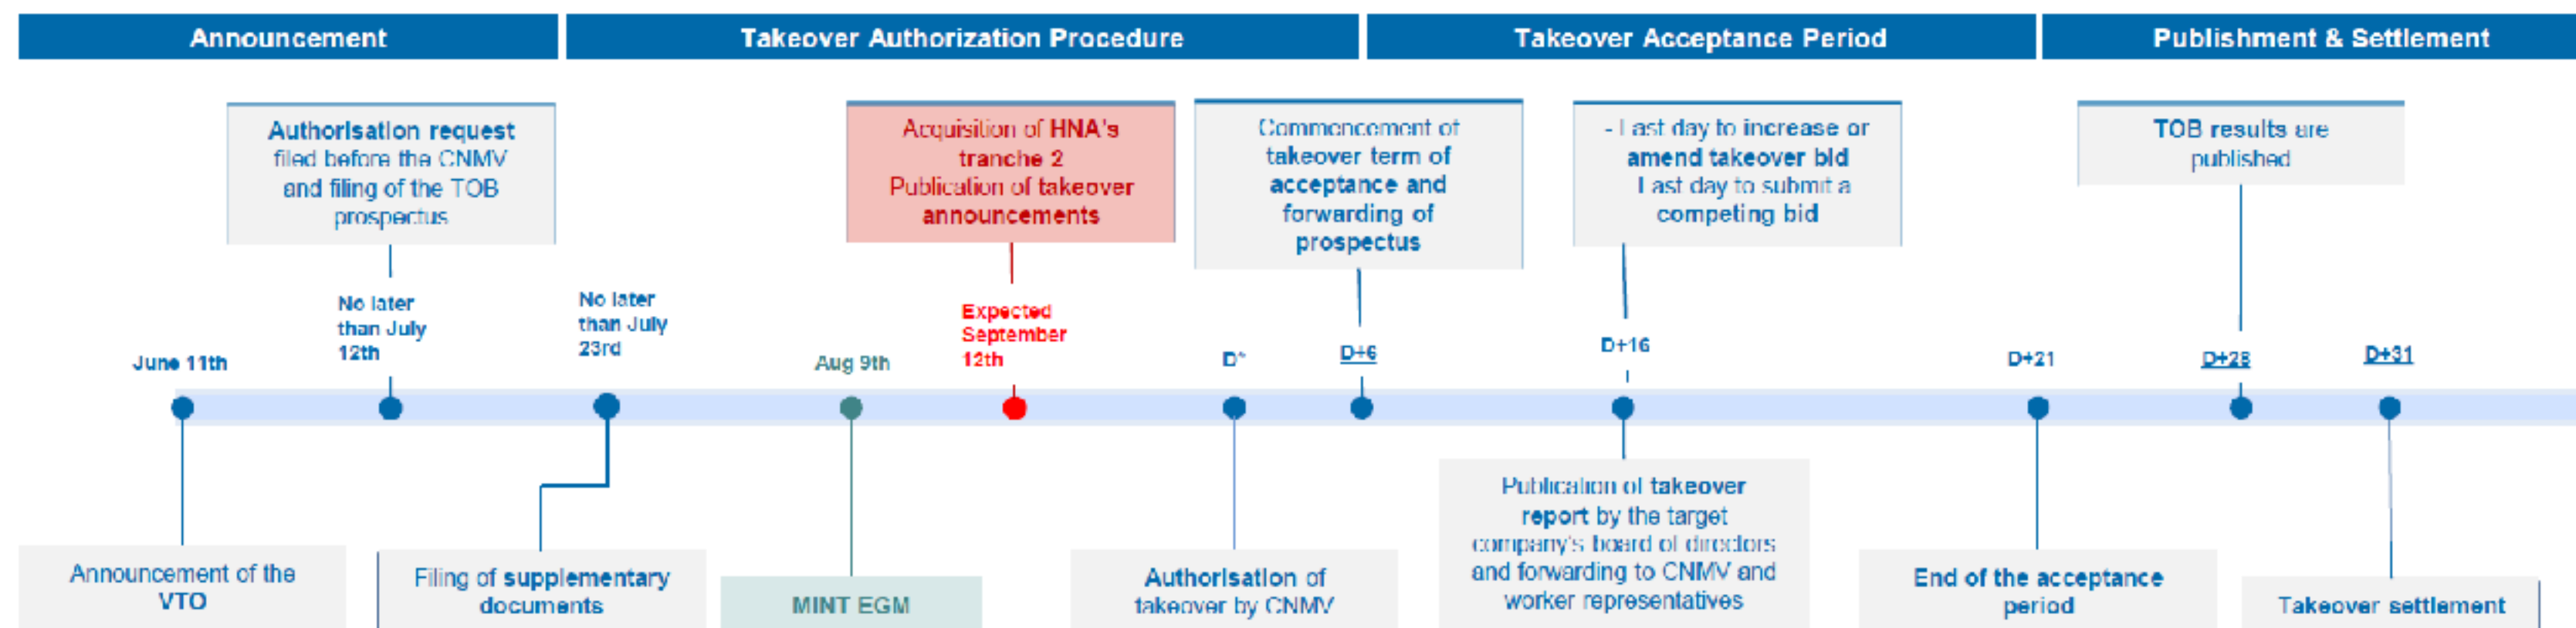 Announcement
Takeover Authorization Procedure
Takeover Acceptance Period
Publishment & Settlement
Authorisation request
filed before the CNMV
and filing of the TOB
prospectus
Acquisition of HNA's
tranche 2
Publication of takeover
announcements
Commencement of
takeover term of
acceptance and
forwarding of
prospectus
- Last day to increase or
amend takeover bid
Last day to submit a
competing bid
TOB results are
published
June 11th
No later
than July
12th
No later
than July
23rd
Aug 9th
Expected
September
12th
D*
D+6
D+16
D+21
D+28
D+31
Announcement of the
VTO
Filing of supplementary
documents
MINT EGM
Authorisation of
takeover by CNMV
Publication of takeover
report by the target
company's board of directors
and forwarding to CNMV and
worker representatives
End of the acceptance
period
Takeover settlement